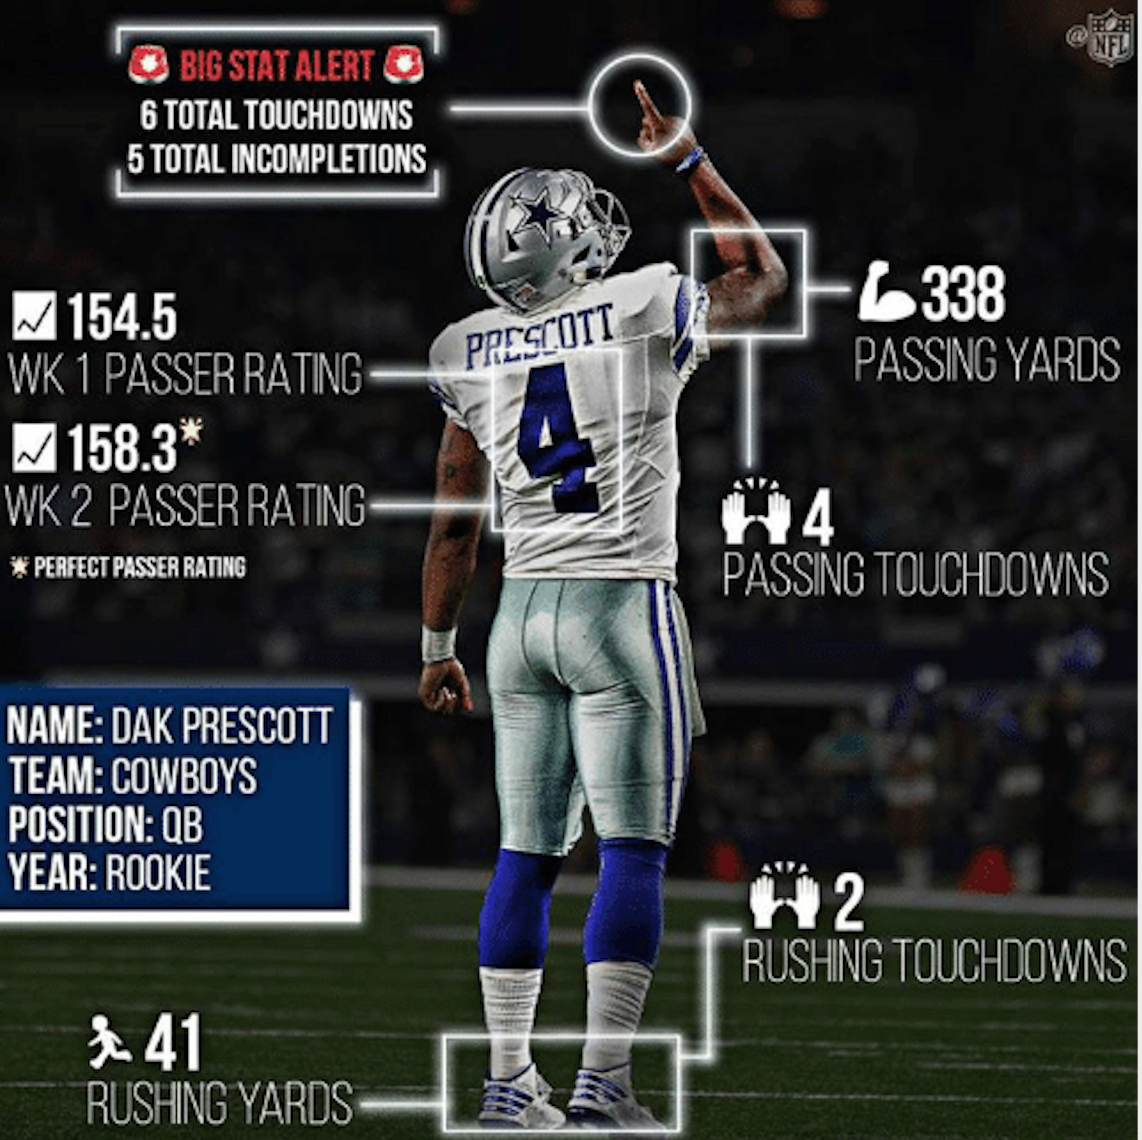 @NFL
BIG STAT ALERT
6 TOTAL TOUCHDOWNS
5 TOTAL INCOMPLETIONS
PRESCOTT
4
154.5
WK 1 PASSER RATING
158.3*
WK 2 PASSER RATING
* PERFECT PASSER RATING
338
PASSING YARDS
4
PASSING TOUCHDOWNS
NAME: DAK PRESCOTT
TEAM: COWBOYS
POSITION: QB
YEAR: ROOKIE
2
RUSHING TOUCHDOWNS
41
RUSHING YARDS